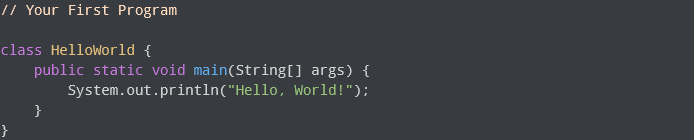 // Your First Program

class HelloWorld {
    public static void main(String[] args) {
        System.out.println("Hello, World!");
    }
}